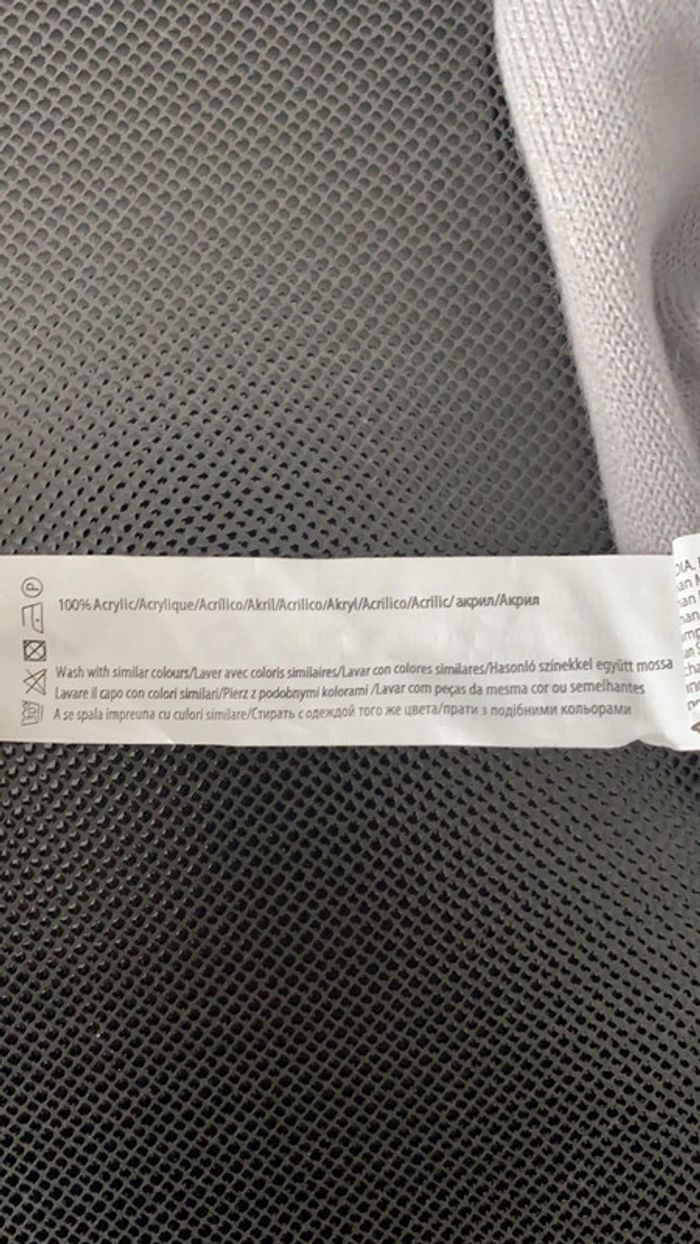 P
100% Acrylic/Acrylique/Acrílico/Akril/Acrilico/Akryl/Acrilico/Acrilic/ акрил/Акрил
Wash with similar colours/Laver avec coloris similaires/Lavar con colores similares/Hasonló színekkel együtt mossa
Lavare il capo con colori similari/Pierz z podobnymi kolorami /Lavar com peças da mesma cor ou semelhantes
A se spala impreuna cu culori similare/Стирать с одеждой того же цвета/прати з подібними кольорами